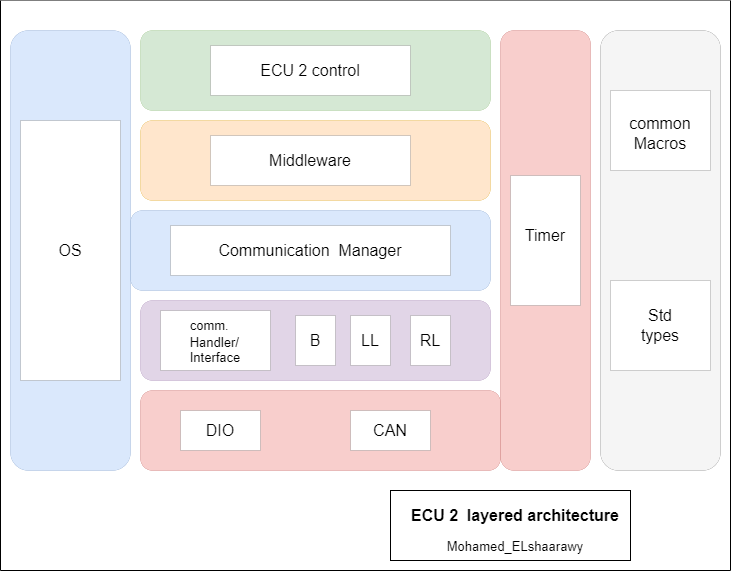 ECU 2 control
common
Macros
Middleware
OS
Timer
Communication Manager
Std
types
comm.
Handler/
Interface
B
LL
RL
DIO
CAN
ECU 2 layered architecture
Mohamed_ELshaarawy